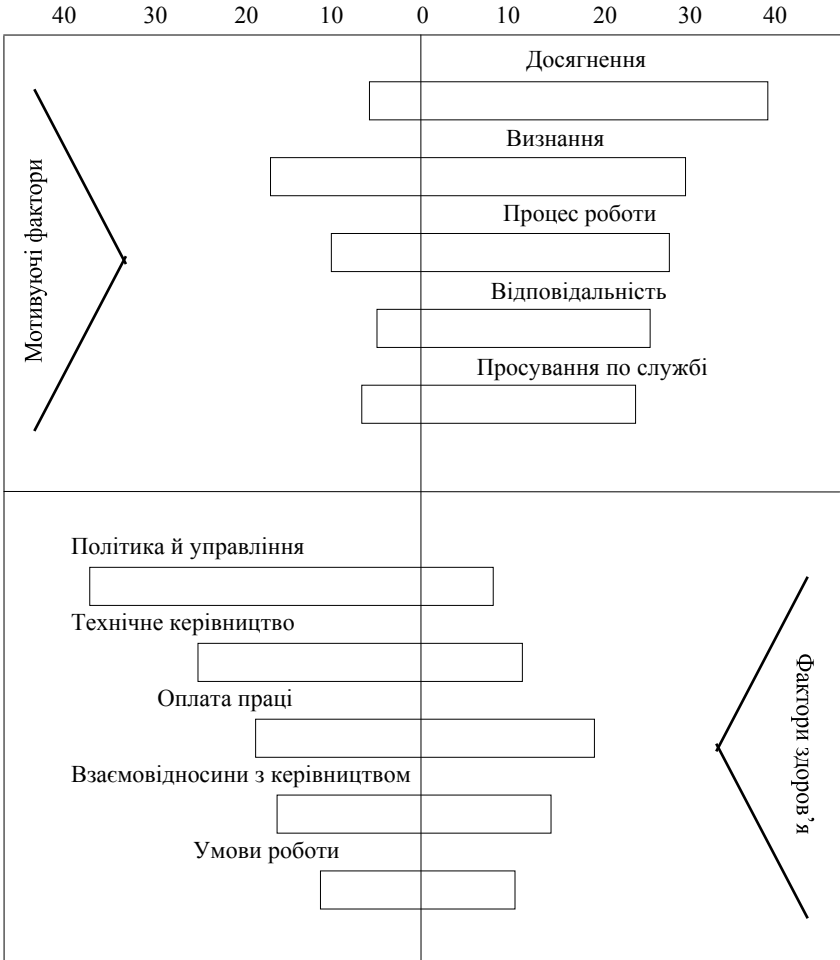 40 30 20 10 0 10 20 30 40
Досягнення
Визнання
Процес роботи
Відповідальність
Просування по службі
Мотивуючі фактори
Політика й управління
Технічне керівництво
Оплата праці
Взаємовідносини з керівництвом
Умови роботи
Фактори здоров’я